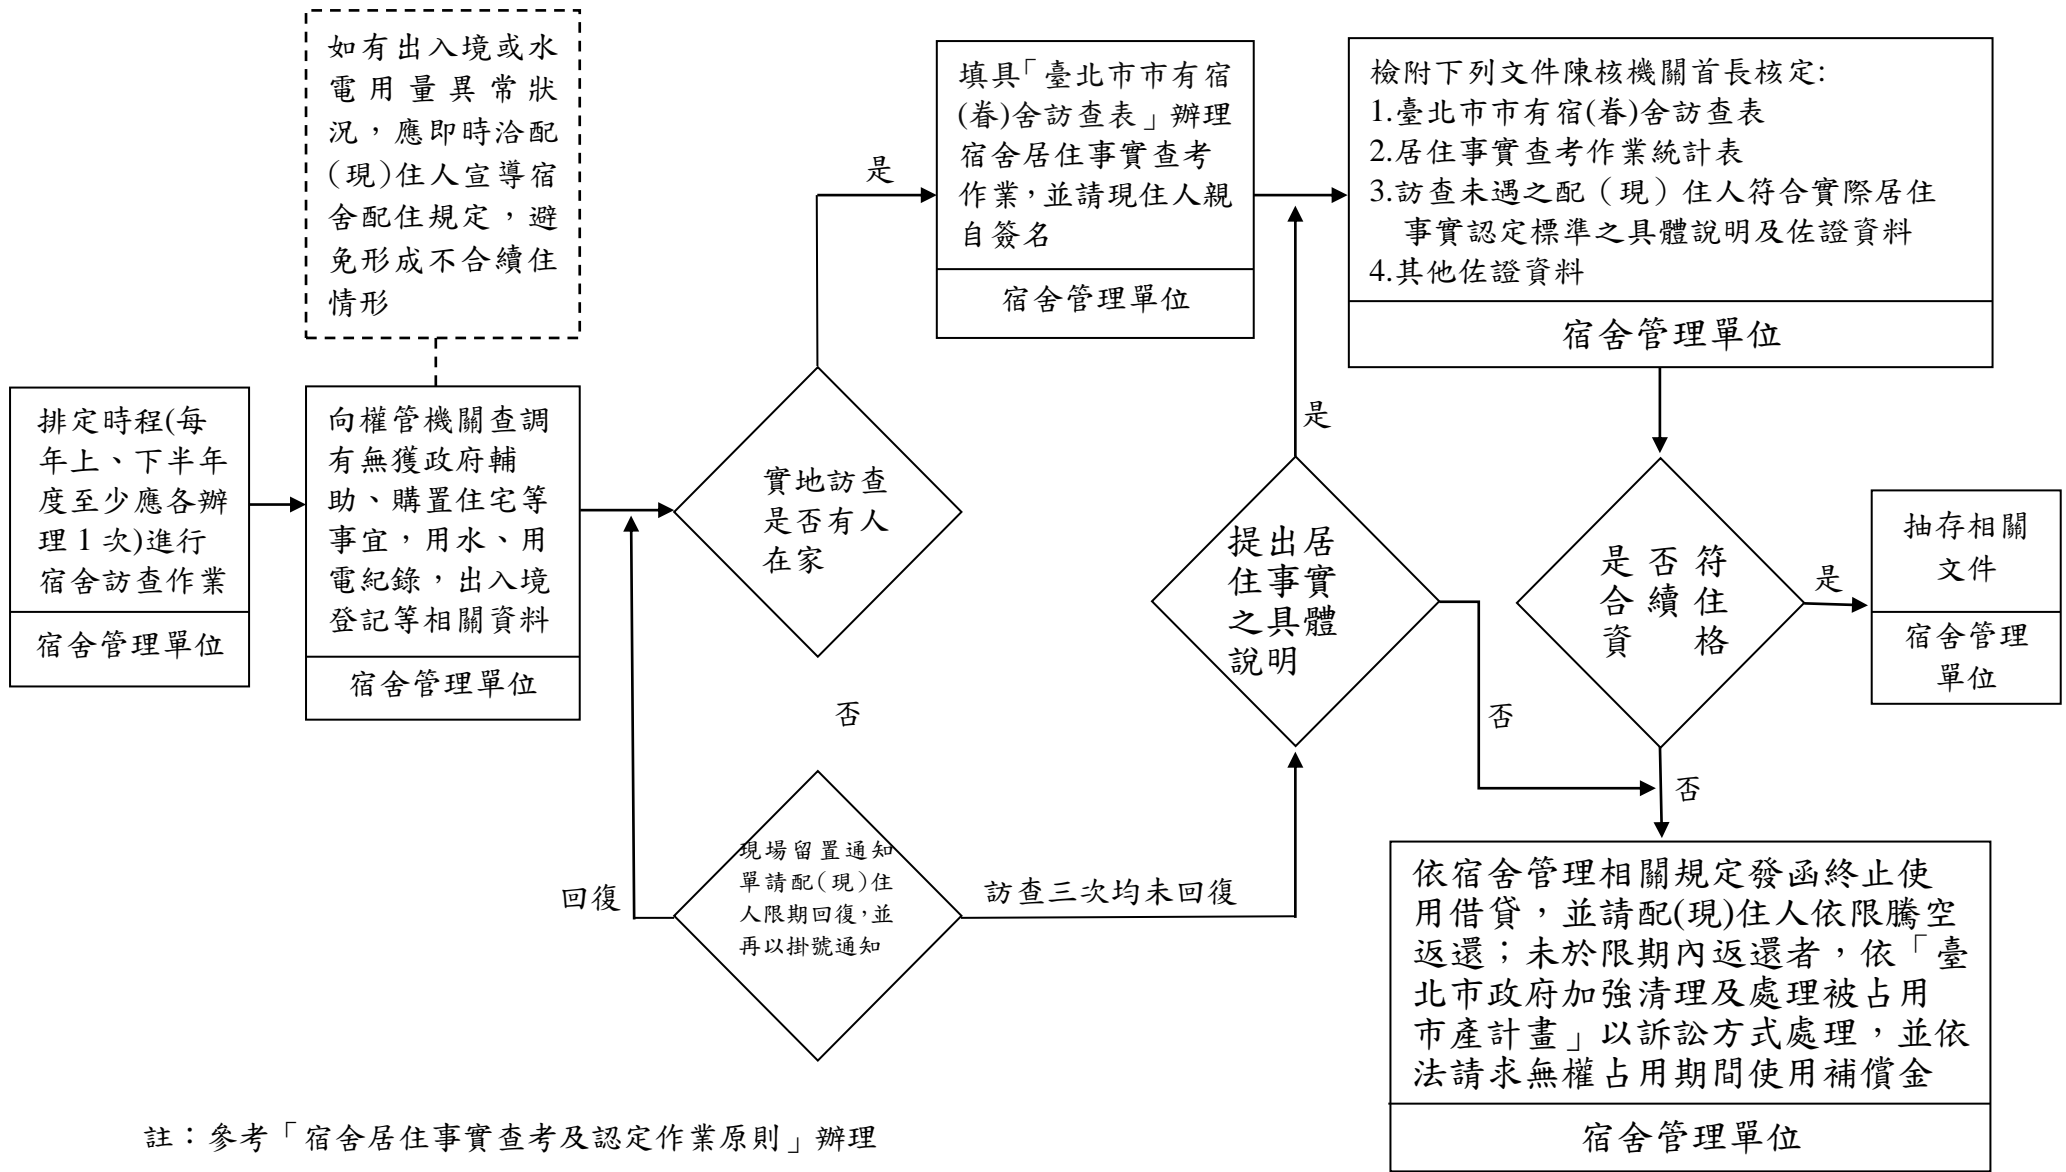 如有出入境或水
電用量異常狀
況，應即時洽配
(現)住人宣導宿
舍配住規定，避
免形成不合續住
情形
排定時程(每
年上、下半年
度至少應各辦
理 1 次)進行
宿舍訪查作業
宿舍管理單位
向權管機關查調
有無獲政府輔
助、購置住宅等
事宜，用水、用
電紀錄，出入境
登記等相關資料
宿舍管理單位
實地訪查
是否有人
在家
是
否
現場留置通知
單請配(現)住
人限期回復，並
再以掛號通知
回復
訪查三次均未回復
填具「臺北市市有宿
(眷)舍訪查表」辦理
宿舍居住事實查考
作業，並請現住人親
自簽名
宿舍管理單位
提出居
住事實
之具體
說明
是
否
檢附下列文件陳核機關首長核定:
1.臺北市市有宿(眷)舍訪查表
2.居住事實查考作業統計表
3.訪查未遇之配（現）住人符合實際居住
事實認定標準之具體說明及佐證資料
4.其他佐證資料
宿舍管理單位
是否符
合續住
資格
是
否
抽存相關
文件
宿舍管理
單位
依宿舍管理相關規定發函終止使
用借貸，並請配(現)住人依限騰空
返還；未於限期內返還者，依「臺
北市政府加強清理及處理被占用
市產計畫」以訴訟方式處理，並依
法請求無權占用期間使用補償金
宿舍管理單位
註：參考「宿舍居住事實查考及認定作業原則」辦理